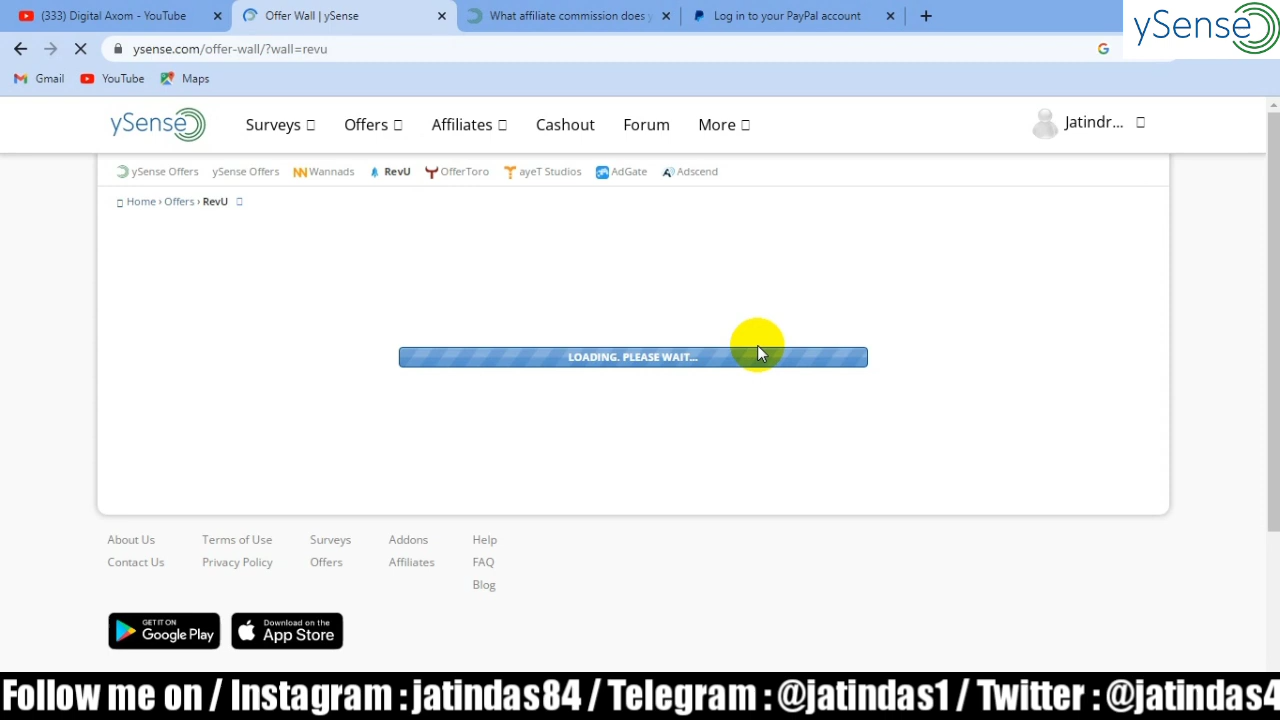 (333) Digital Axom - YouTube
Offer Wall | ySense
What affiliate commission does
Log in to your PayPal account
ySense
ysense.com/offer-wall/?wall=revu
Gmail YouTube Maps
ySense Surveys Offers Affiliates Cashout Forum More Jatindr...
ySense Offers ySense Offers Wannads RevU OfferToro ayeT Studios AdGate Adscend
Home › Offers › RevU
LOADING. PLEASE WAIT...
About Us Terms of Use Surveys Addons Help
Contact Us Privacy Policy Offers Affiliates FAQ
Blog
GET IT ON
Google Play
Download on the
App Store
Follow me on / Instagram : jatindas84 / Telegram : @jatindas1 / Twitter : @jatindas4